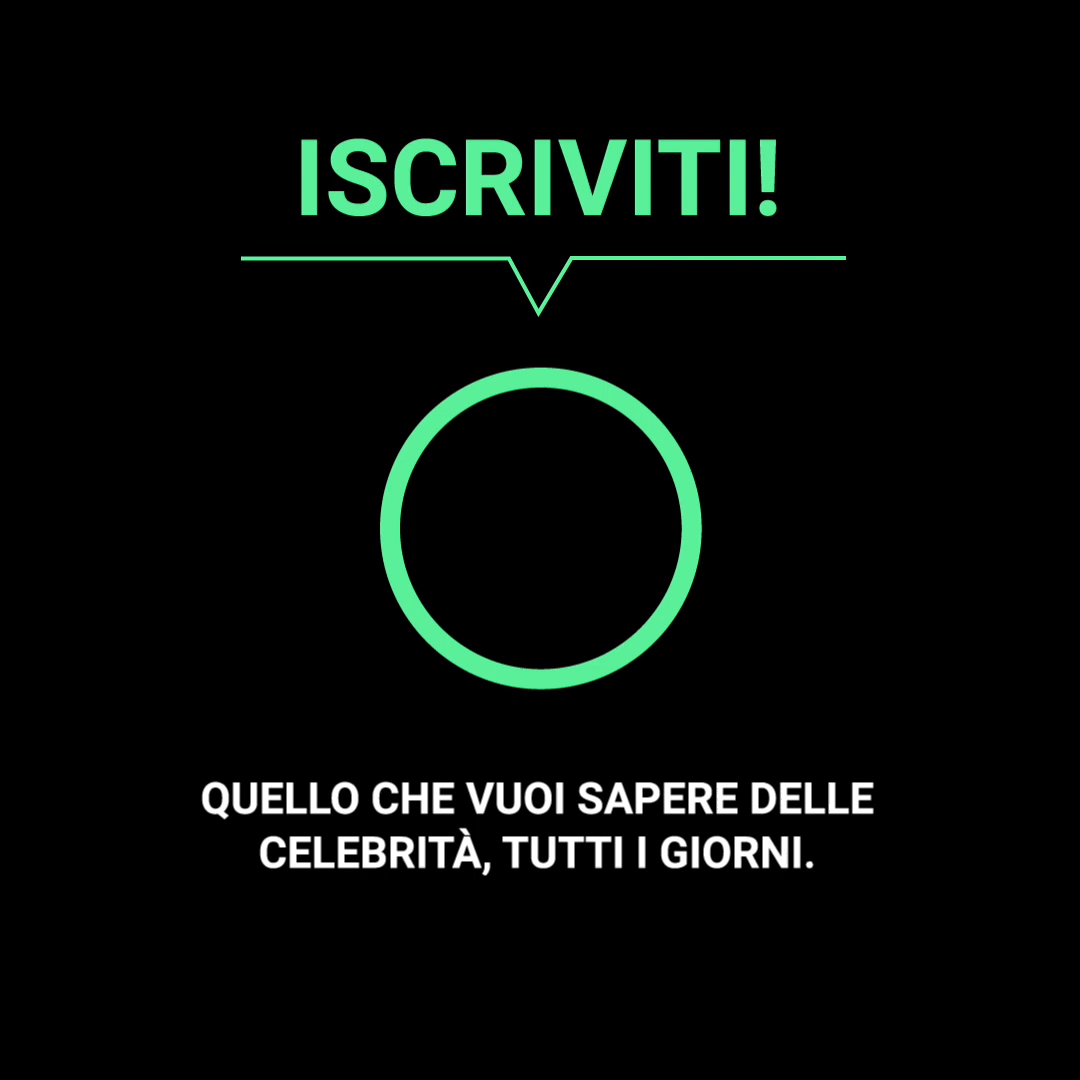 ISCRIVITI!
QUELLO CHE VUOI SAPERE DELLE
CELEBRITÀ, TUTTI I GIORNI.